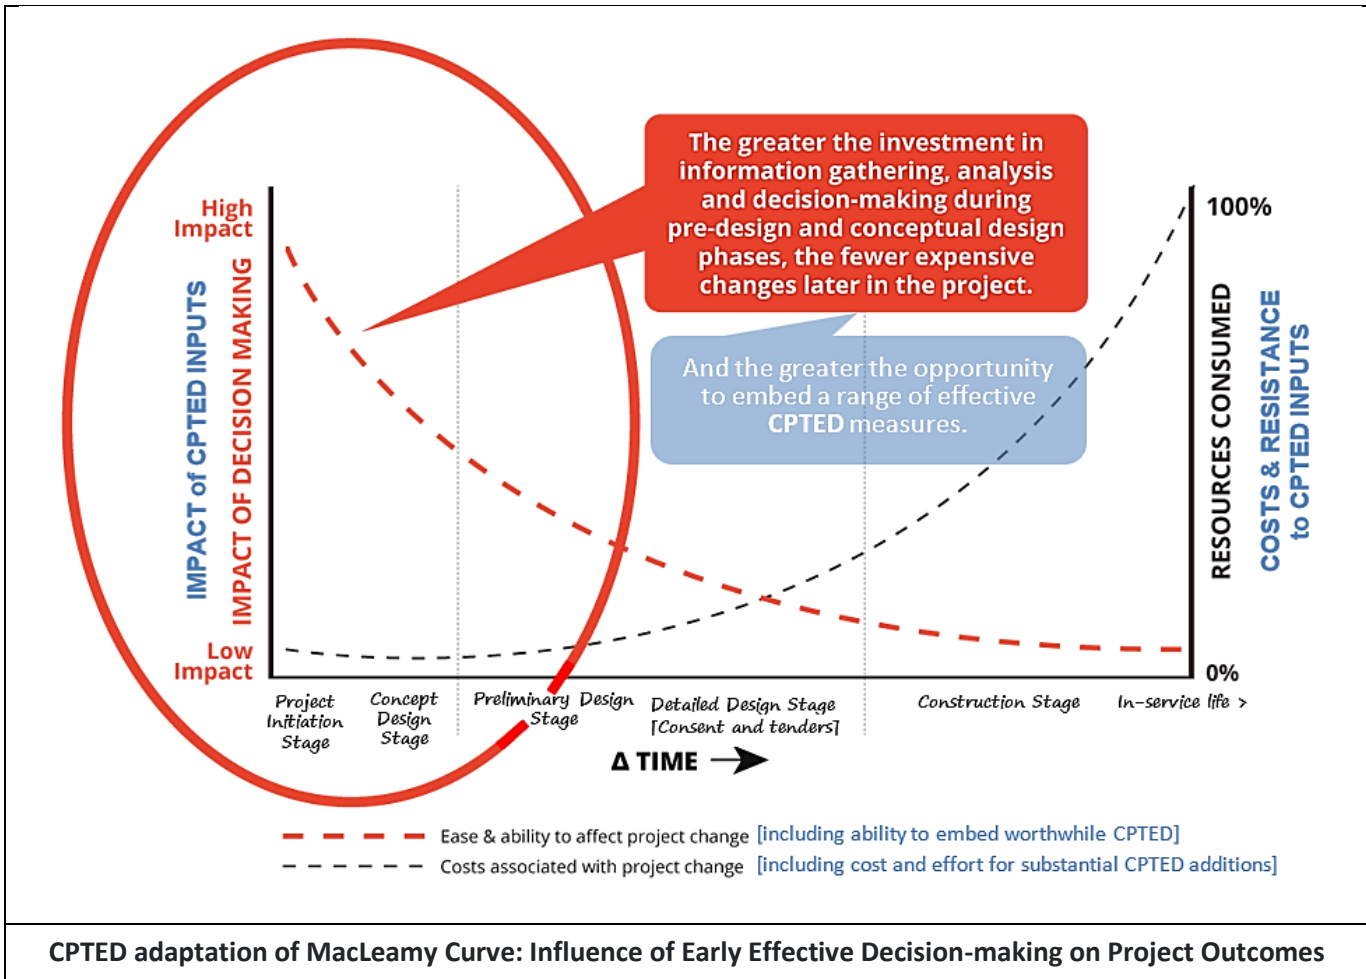 The greater the investment in
information gathering, analysis
and decision-making during
pre-design and conceptual design
phases, the fewer expensive
changes later in the project.
And the greater the opportunity
to embed a range of effective
CPTED measures.
High
Impact
IMPACT of CPTED INPUTS
IMPACT OF DECISION MAKING
Low
Impact
100%
RESOURCES CONSUMED
COSTS & RESISTANCE
to CPTED INPUTS
0%
Project
Initiation
Stage
Concept
Design
Stage
Preliminary Design
Stage
Detailed Design Stage
[Consent and tenders]
Construction Stage
In-service life >
Δ TIME
Ease & ability to affect project change [including ability to embed worthwhile CPTED]
Costs associated with project change [including cost and effort for substantial CPTED additions]
CPTED adaptation of MacLeamy Curve: Influence of Early Effective Decision-making on Project Outcomes